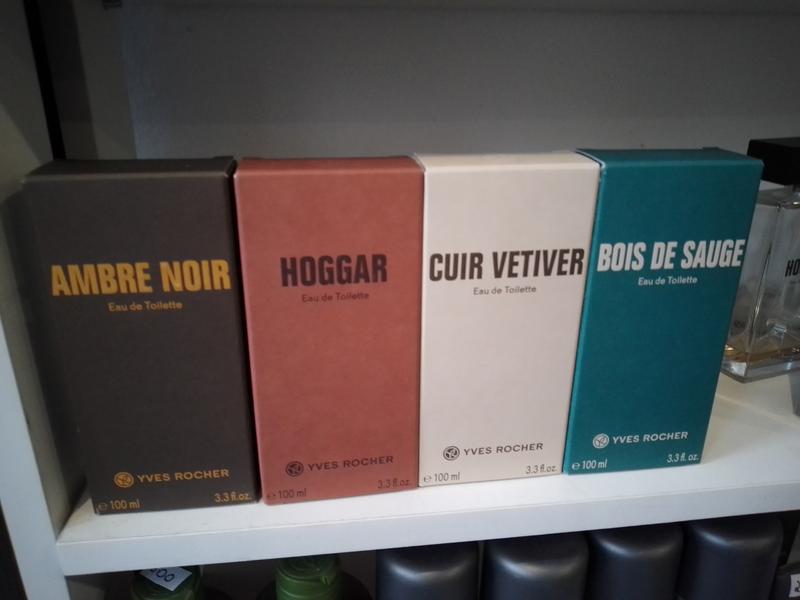 AMBRE NOIR
Eau de Toilette
YVES ROCHER
e 100 ml
3.3 fl.oz.
HOGGAR
Eau de Toilette
YVES ROCHER
e 100 ml
3.3 fl.oz.
CUIR VETIVER
Eau de Toilette
YVES ROCHER
e 100 ml
3.3 fl.oz.
BOIS DE SAUGE
Eau de Toilette
YVES ROCHER
e 100 ml
3.3 fl.oz.
HO